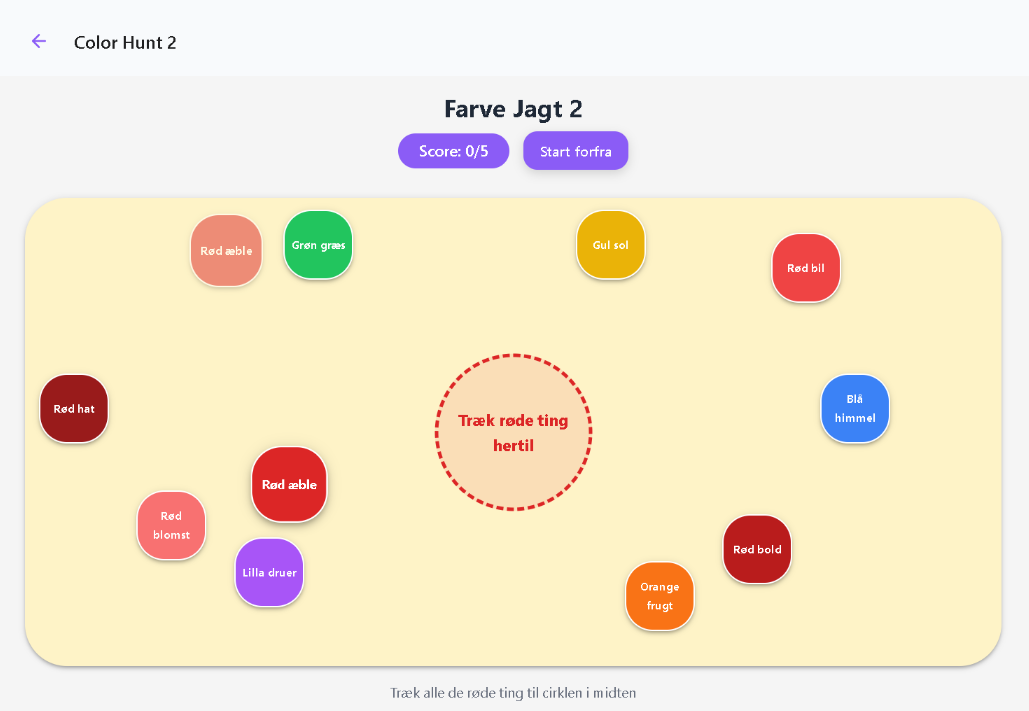 Color Hunt 2
Farve Jagt 2
Score: 0/5
Start forfra
Rød æble
Grøn græs
Gul sol
Rød bil
Rød hat
Træk røde ting
hertil
Blå
himmel
Rød æble
Rød
blomst
Lilla druer
Rød bold
Orange
frugt
Træk alle de røde ting til cirklen i midten